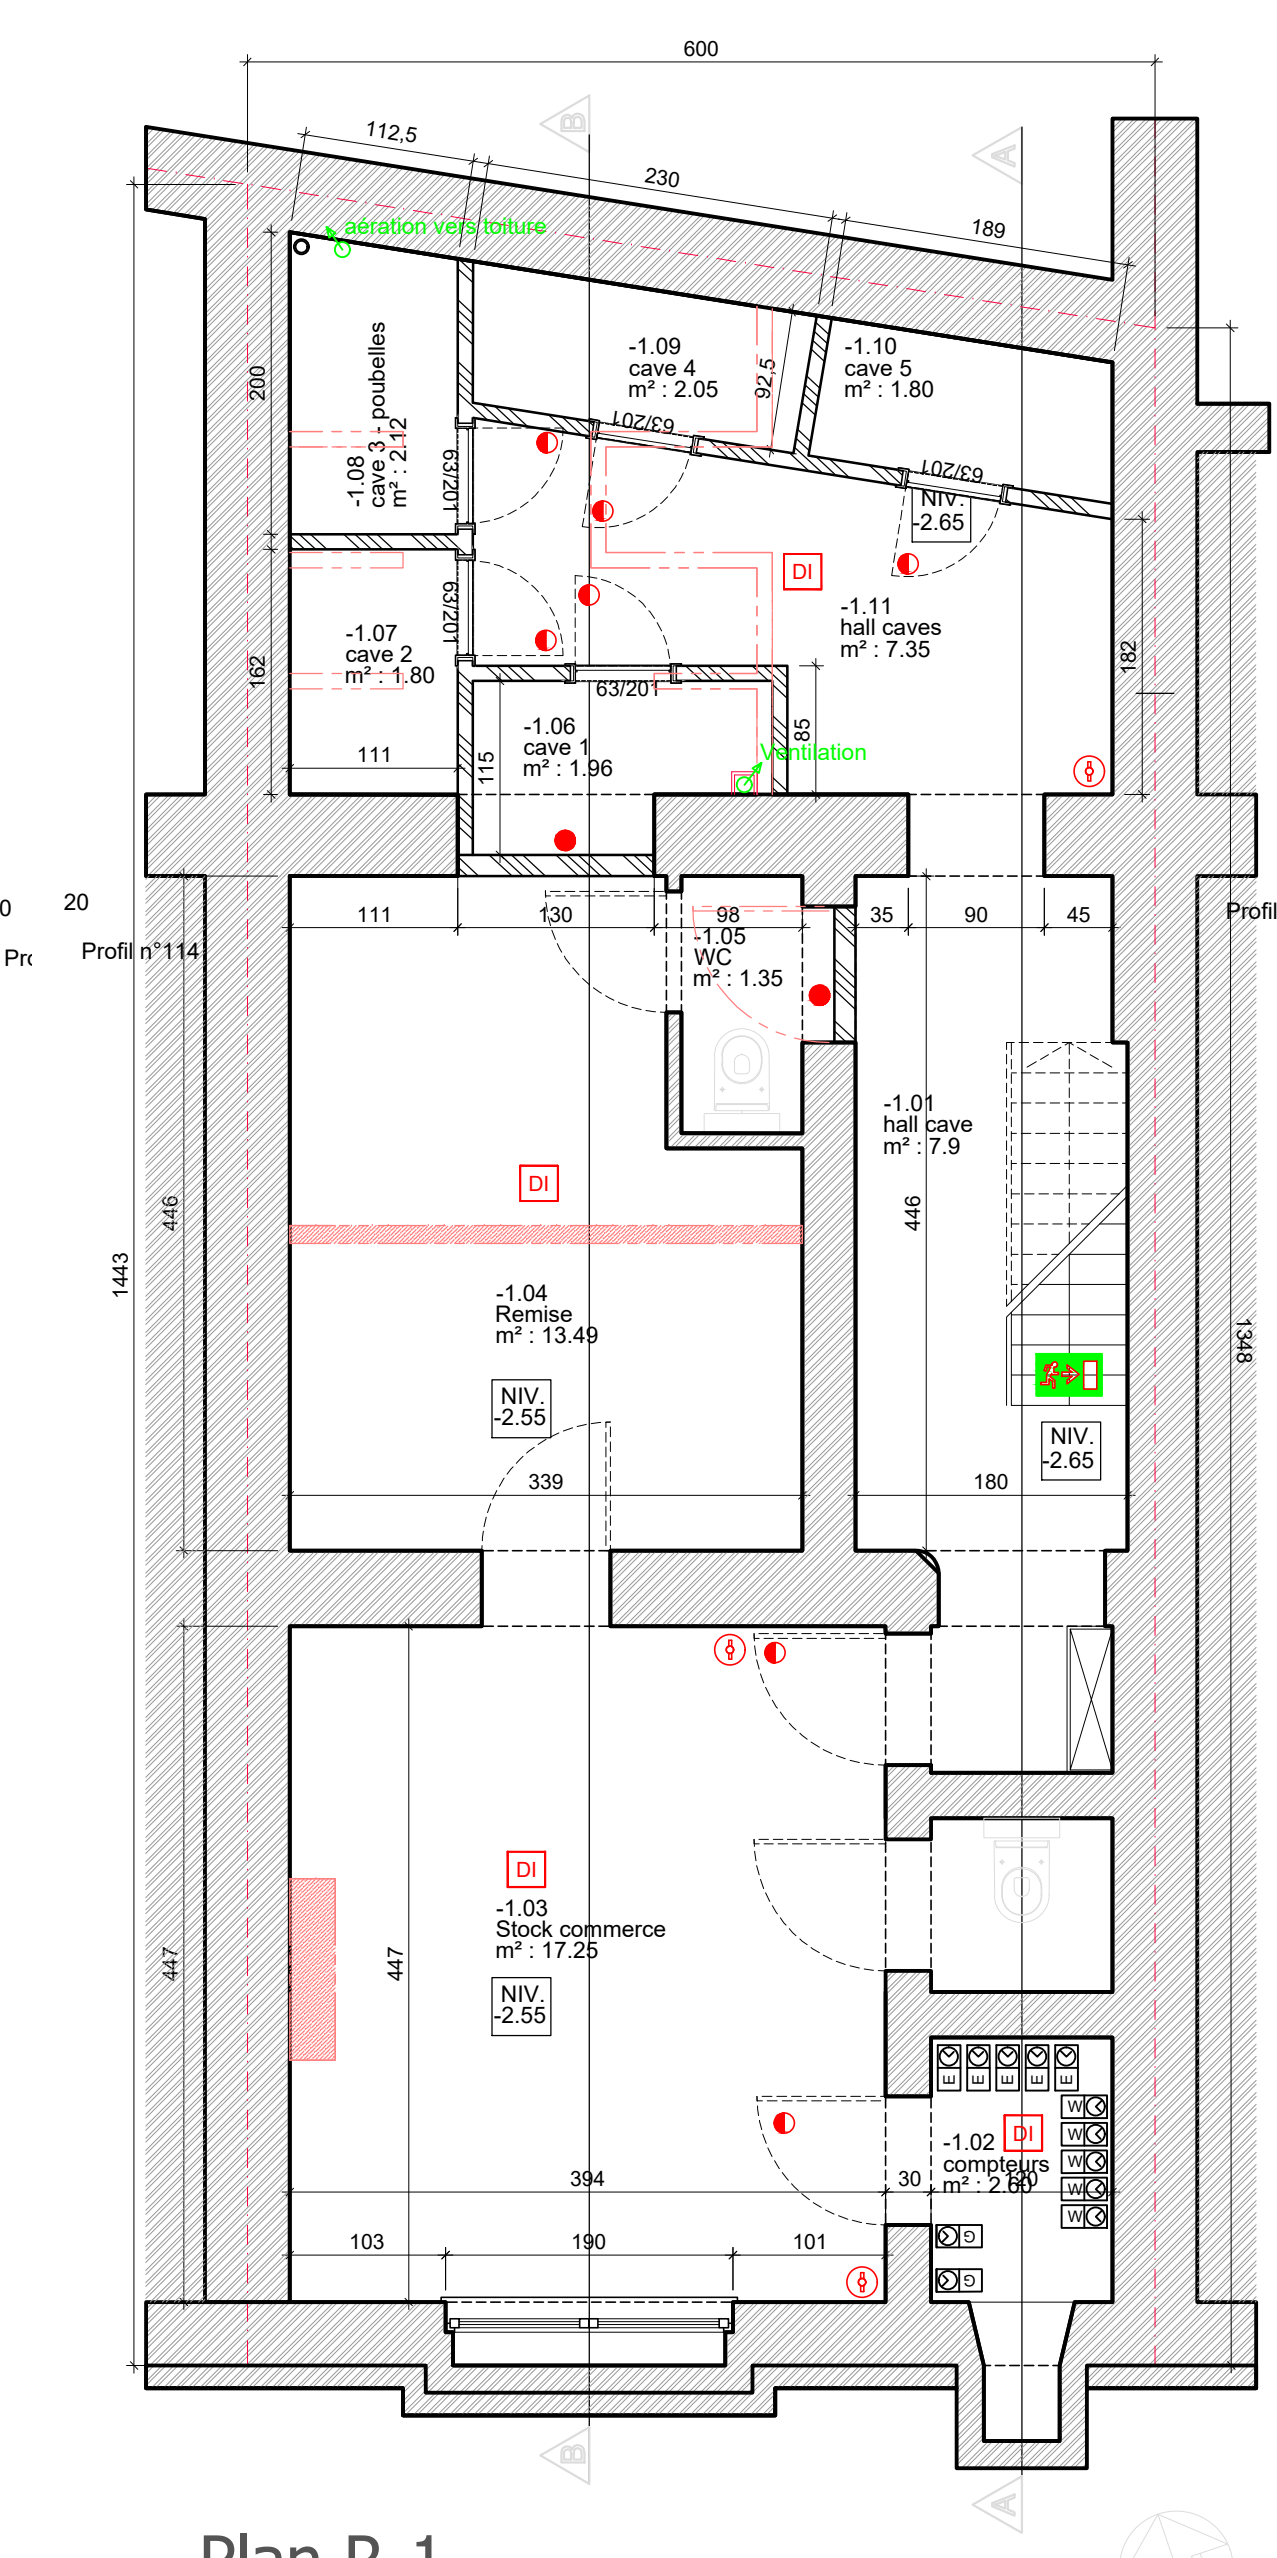 600
B
A
112,5
230
189
aération vers toiture
200
-1.08
cave 3 - poubelles
m² : 2.12
-1.09
cave 4
m² : 2.05
92,5
-1.10
cave 5
m² : 1.80
63/201
63/201
63/201
NIV.
-2.65
DI
63/201
-1.07
cave 2
m² : 1.80
162
-1.11
hall caves
m² : 7.35
182
63/201
-1.06
cave 1
m² : 1.96
115
85
111
Ventilation
0
20
Profil n°114
111
130
98
35
90
45
Profil
-1.05
WC
m² : 1.35
-1.01
hall cave
m² : 7.9
DI
446
446
1443
1348
-1.04
Remise
m² : 13.49
NIV.
-2.55
NIV.
-2.65
339
180
DI
-1.03
Stock commerce
m² : 17.25
447
447
NIV.
-2.55
E
E
E
E
E
W
W
W
W
W
DI
-1.02
compteurs
m² : 2.60
394
30
120
103
190
101
G
G
B
A
Plan R-1